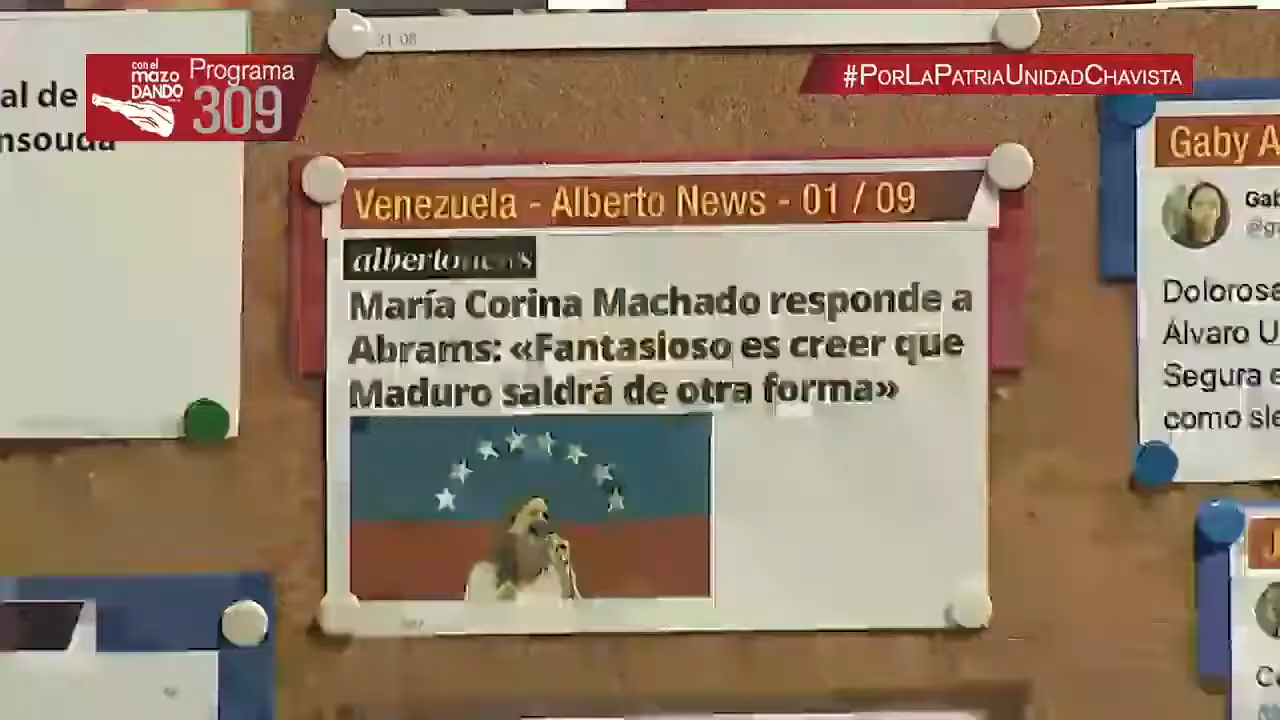 31-08
con el
mazo
DANDO
Programa
309
#PORLAPATRIAUNIDADCHAVISTA
al de
nsouda
Venezuela - Alberto News - 01 / 09
albertonews
María Corina Machado responde a
Abrams: «Fantasioso es creer que
Maduro saldrá de otra forma»
Gaby A
Gab
@ga
Dolorosa
Álvaro U
Segura e
como sie
J